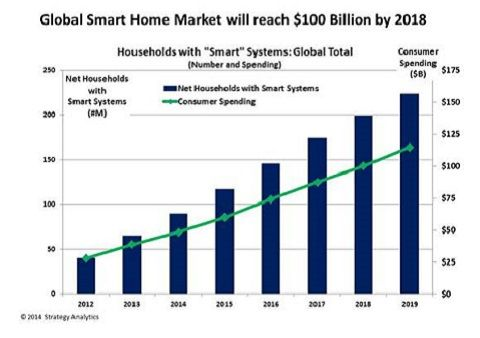 Global Smart Home Market will reach $100 Billion by 2018
Households with "Smart" Systems: Global Total
(Number and Spending)
Consumer
Spending
($B)
Net Households
with
Smart Systems
(#M)
Net Households with Smart Systems
Consumer Spending
250
200
150
100
50
0
$175
$150
$125
$100
$75
$50
$25
$0
2012 2013 2014 2015 2016 2017 2018 2019
© 2014 Strategy Analytics